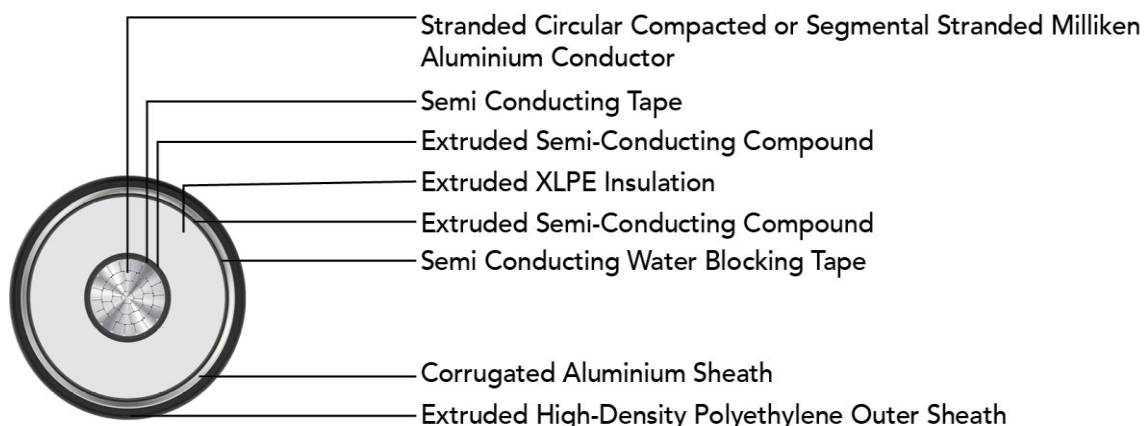 Stranded Circular Compacted or Segmental Stranded Milliken
Aluminium Conductor
Semi Conducting Tape
Extruded Semi-Conducting Compound
Extruded XLPE Insulation
Extruded Semi-Conducting Compound
Semi Conducting Water Blocking Tape
Corrugated Aluminium Sheath
Extruded High-Density Polyethylene Outer Sheath